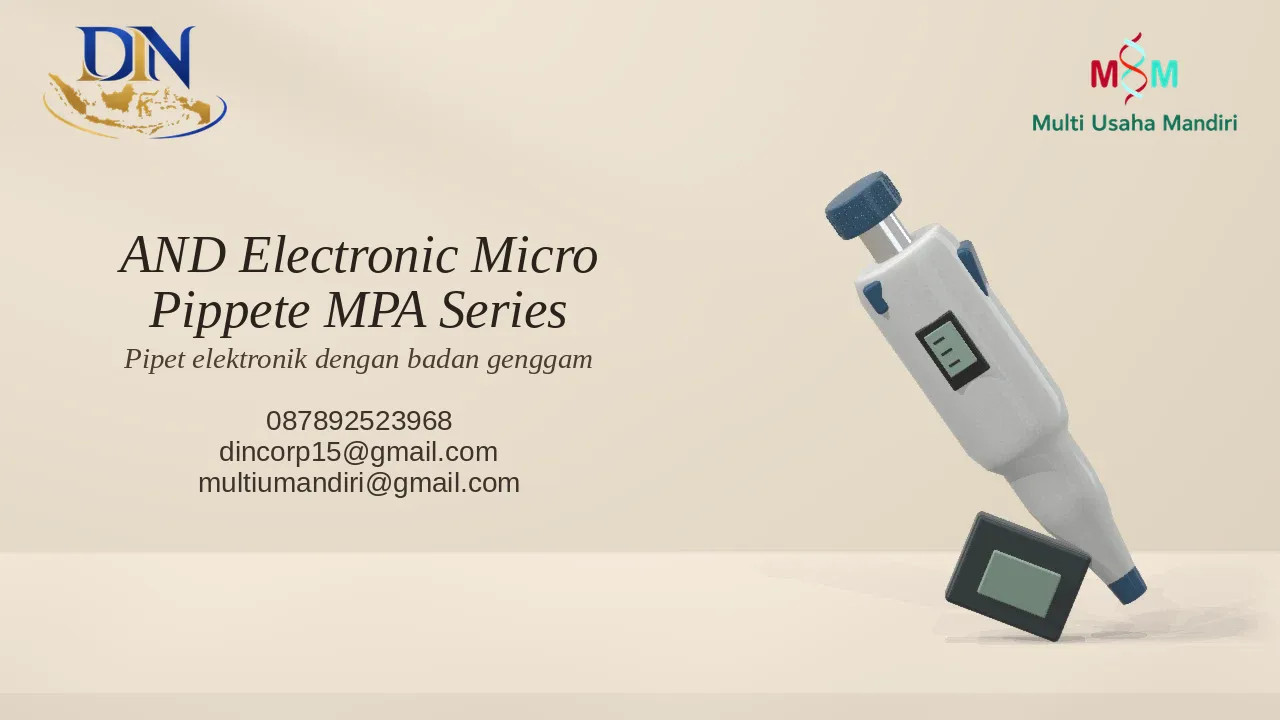 DIN
MSM
Multi Usaha Mandiri
AND Electronic Micro
Pippete MPA Series
Pipet elektronik dengan badan genggam
087892523968
dincorp15@gmail.com
multiumandiri@gmail.com